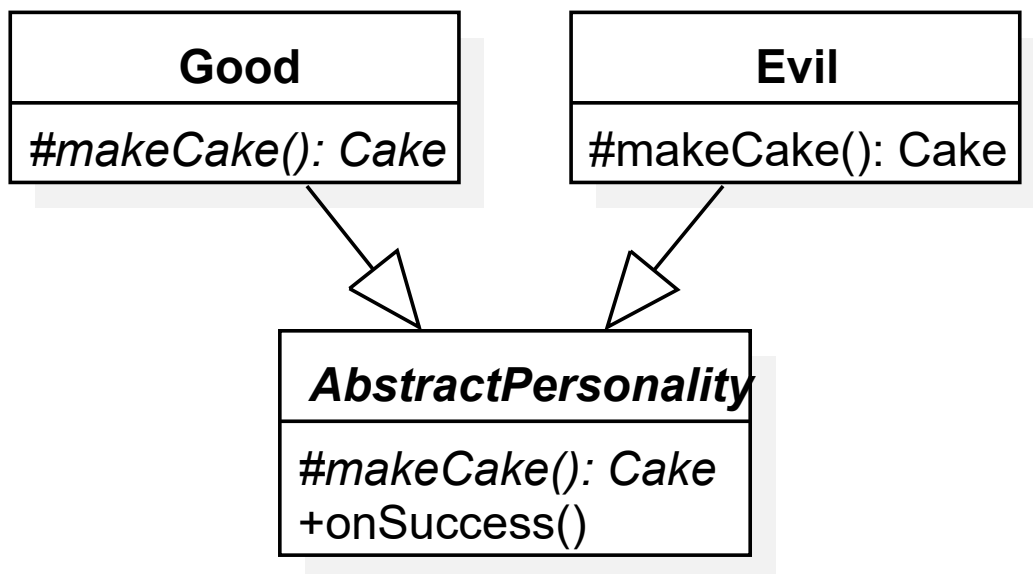 Good
#makeCake(): Cake
Evil
#makeCake(): Cake
AbstractPersonality
#makeCake(): Cake
+onSuccess()